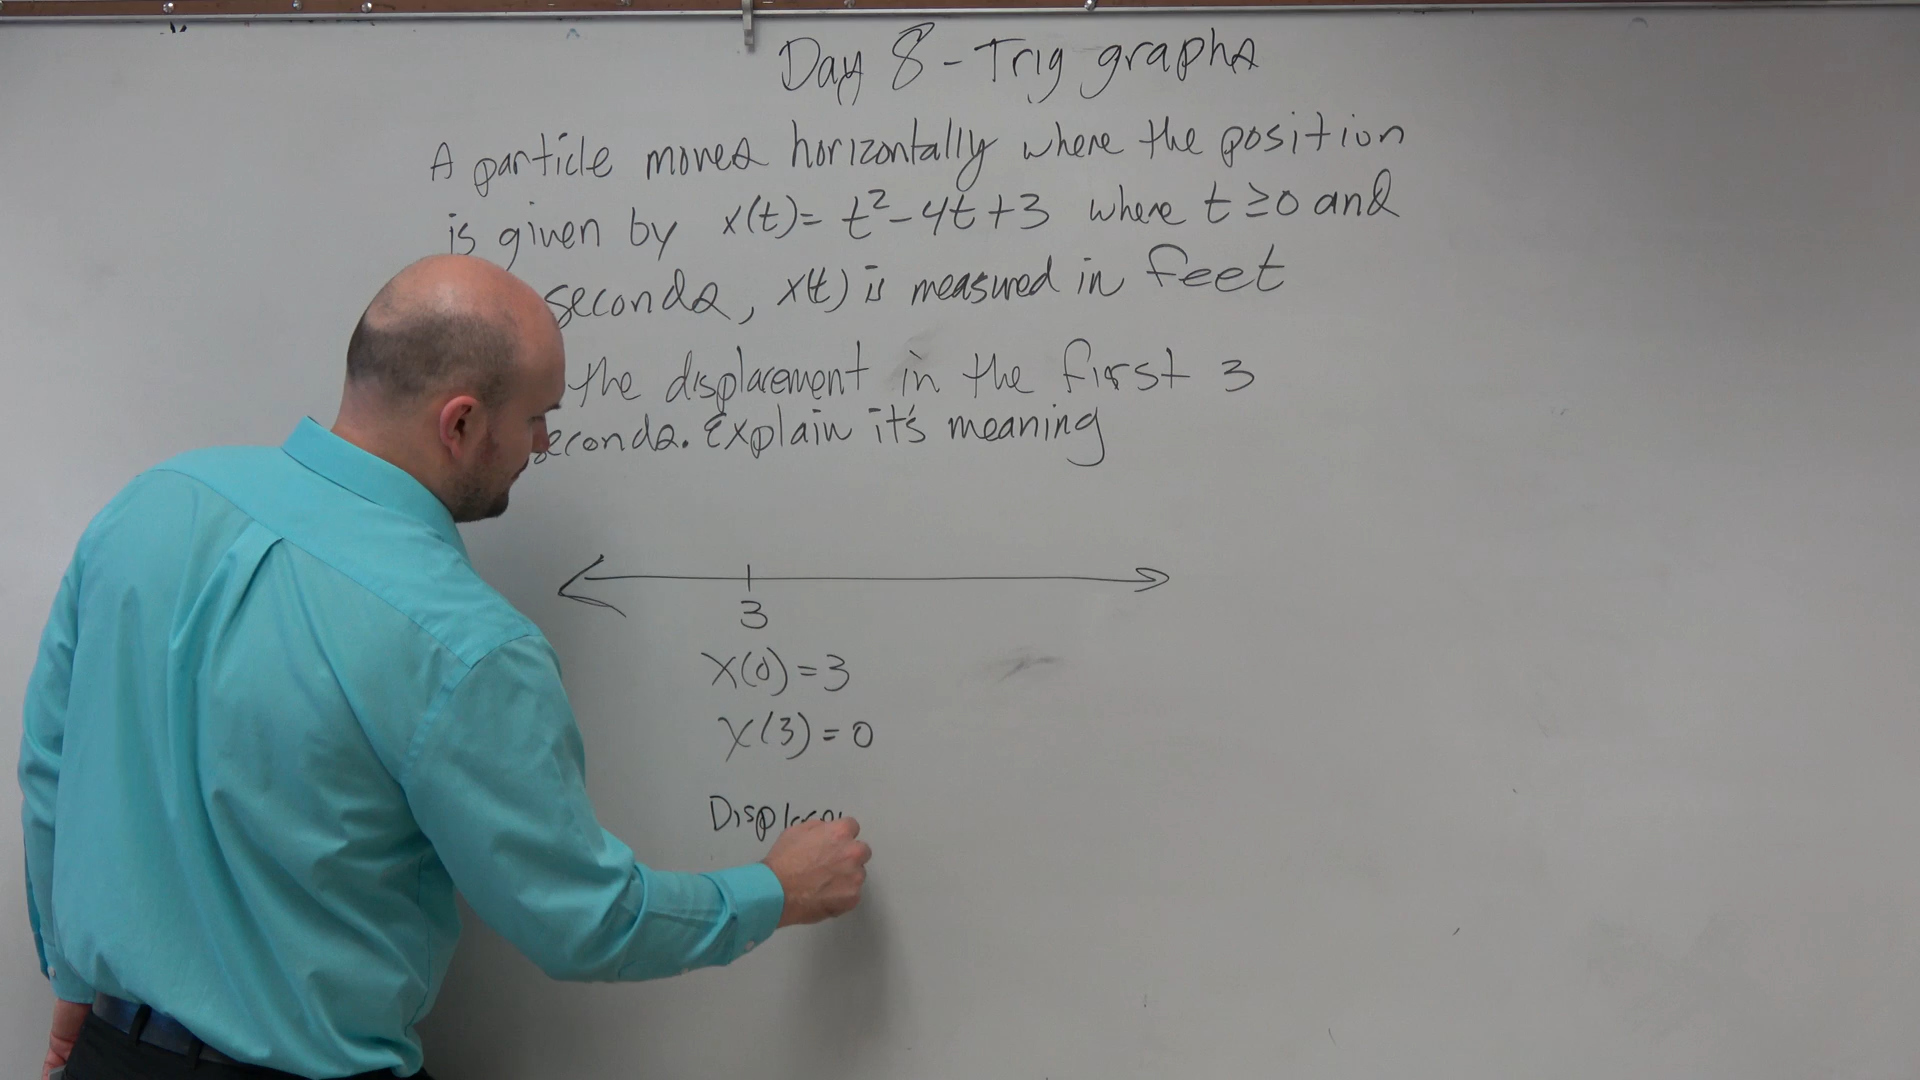 Day 8 - Trig graphs
A particle moves horizontally where the position
is given by x(t)= t²-4t+3 where t ≥0 and
seconds, x(t) is measured in feet
the displacement in the first 3
econds. Explain it's meaning
3
X(0)=3
X(3)=0